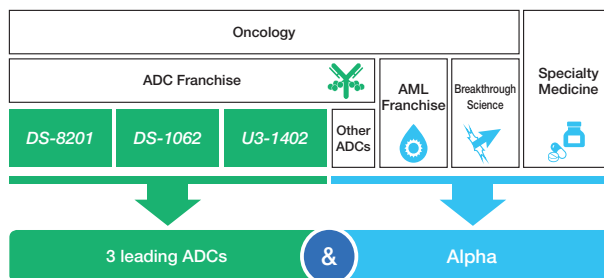 Oncology
ADC Franchise
AML
Franchise
Breakthrough
Science
Specialty
Medicine
DS-8201
DS-1062
U3-1402
Other
ADCs
3 leading ADCs
&
Alpha